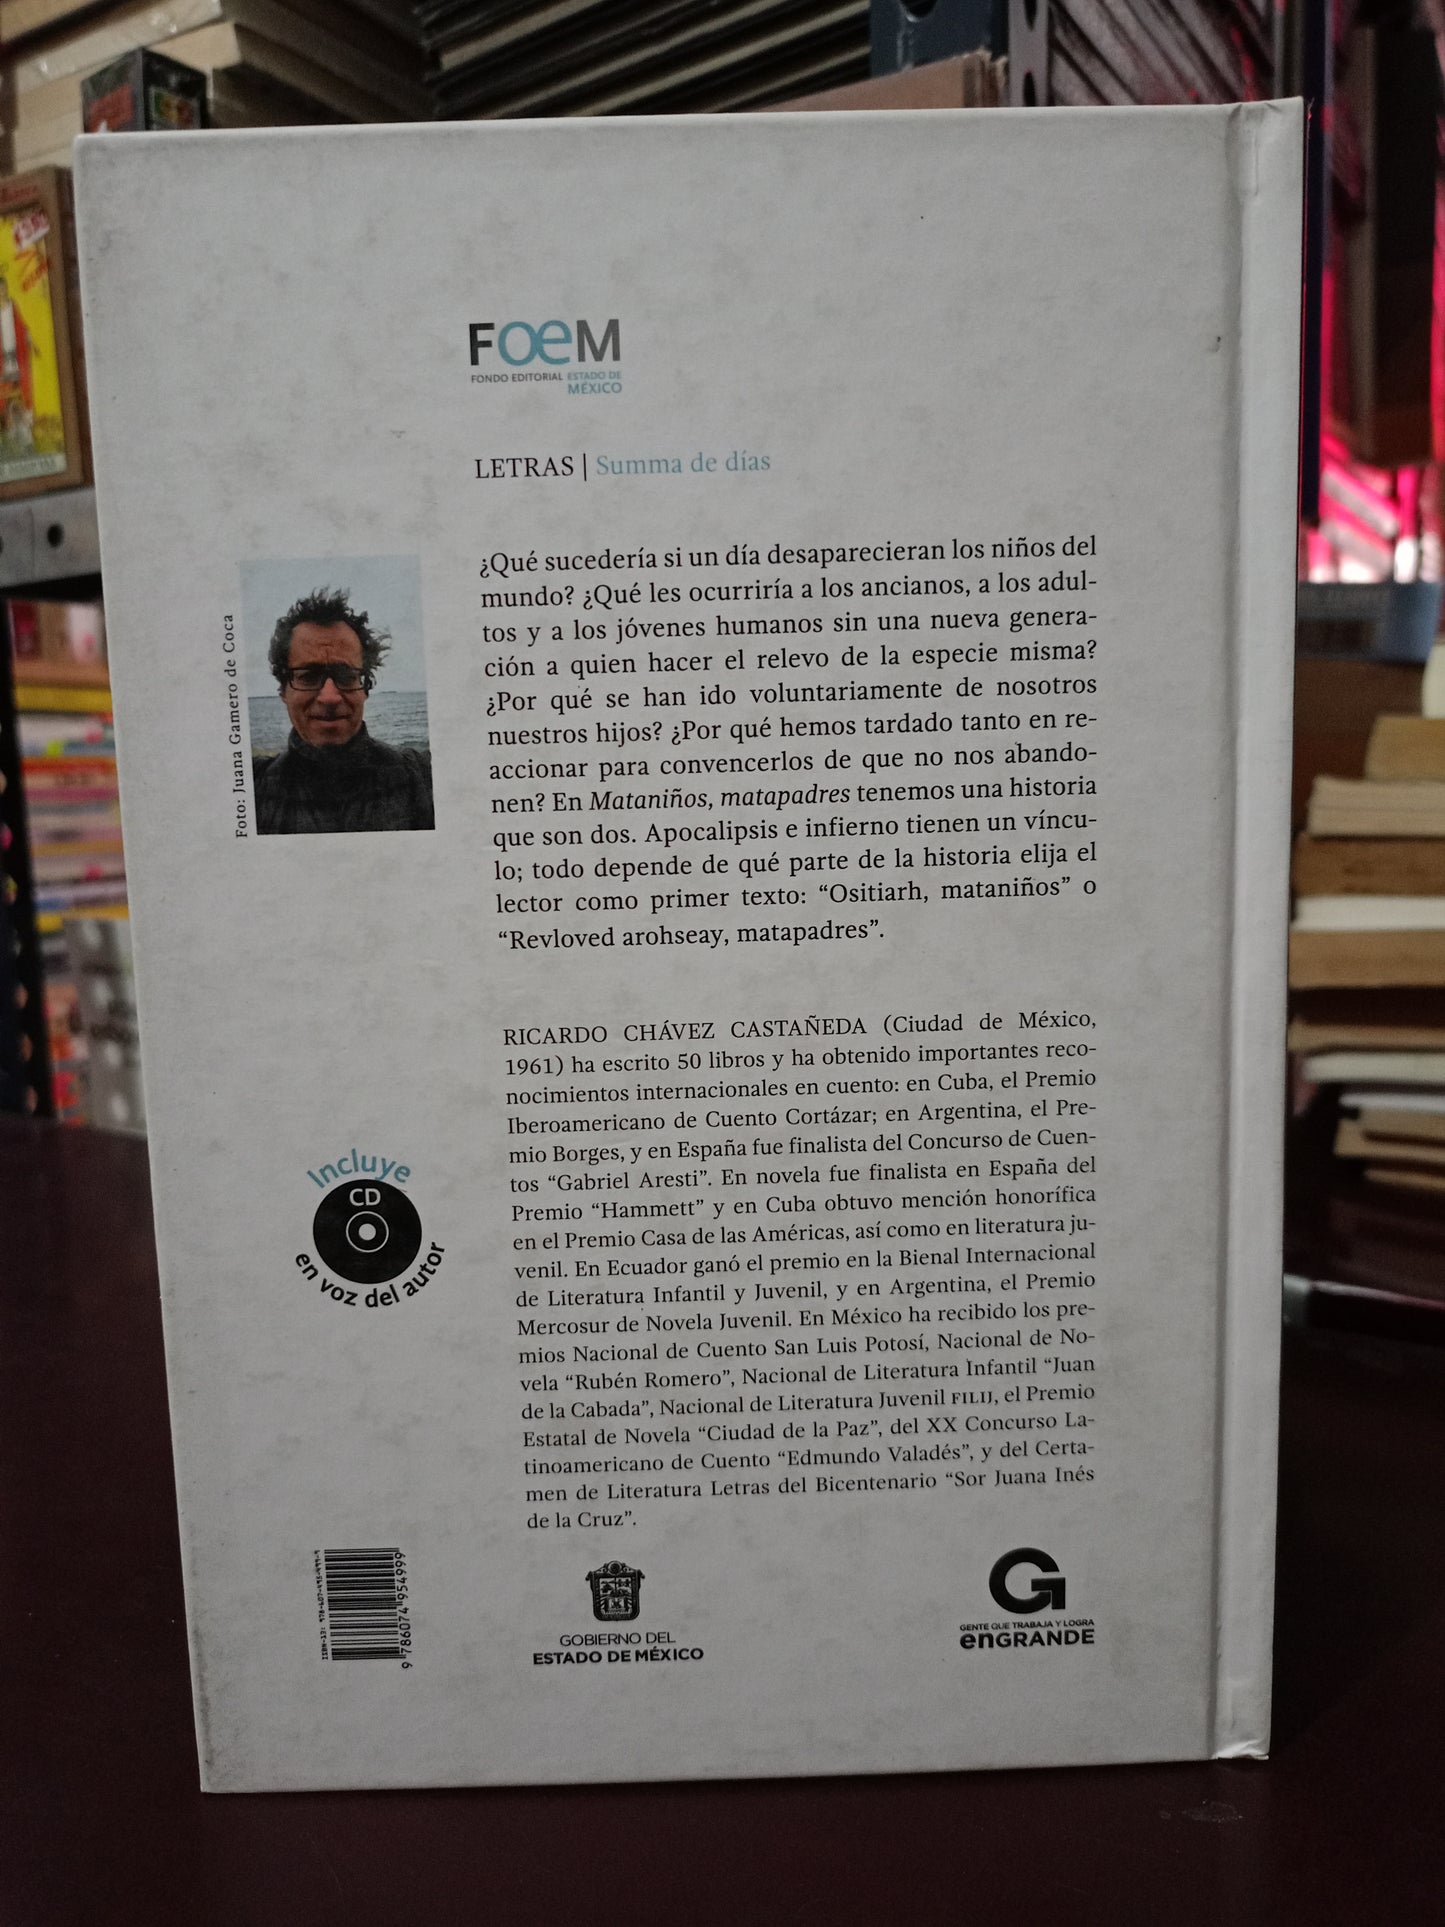 FOEM
FONDO EDITORIAL ESTADO DE
MÉXICO
LETRAS | Summa de días
¿Qué sucedería si un día desaparecieran los niños del
mundo? ¿Qué les ocurriría a los ancianos, a los adul-
tos y a los jóvenes humanos sin una nueva genera-
ción a quien hacer el relevo de la especie misma?
¿Por qué se han ido voluntariamente de nosotros
nuestros hijos? ¿Por qué hemos tardado tanto en re-
accionar para convencerlos de que no nos abando-
nen? En Mataniños, matapadres tenemos una historia
que son dos. Apocalipsis e infierno tienen un víncu-
lo; todo depende de qué parte de la historia elija el
lector como primer texto: “Ositiarh, mataniños” o
“Revloved arohseay, matapadres”.
Foto: Juana Gamero de Coca
RICARDO CHÁVEZ CASTAÑEDA (Ciudad de México,
1961) ha escrito 50 libros y ha obtenido importantes reco-
nocimientos internacionales en cuento: en Cuba, el Premio
Iberoamericano de Cuento Cortázar; en Argentina, el Pre-
mio Borges, y en España fue finalista del Concurso de Cuen-
tos “Gabriel Aresti”. En novela fue finalista en España del
Premio “Hammett” y en Cuba obtuvo mención honorífica
en el Premio Casa de las Américas, así como en literatura ju-
venil. En Ecuador ganó el premio en la Bienal Internacional
de Literatura Infantil y Juvenil, y en Argentina, el Premio
Mercosur de Novela Juvenil. En México ha recibido los pre-
mios Nacional de Cuento San Luis Potosí, Nacional de No-
vela “Rubén Romero”, Nacional de Literatura Infantil “Juan
de la Cabada”, Nacional de Literatura Juvenil FILIJ, el Premio
Estatal de Novela “Ciudad de la Paz”, del XX Concurso La-
tinoamericano de Cuento “Edmundo Valadés”, y del Certa-
men de Literatura Letras del Bicentenario “Sor Juana Inés
de la Cruz”.
Incluye
CD
en voz del autor
ISBN-13: 978-607-495-499-9
9 786074 954999
GOBIERNO DEL
ESTADO DE MÉXICO
GENTE QUE TRABAJA Y LOGRA
enGRANDE